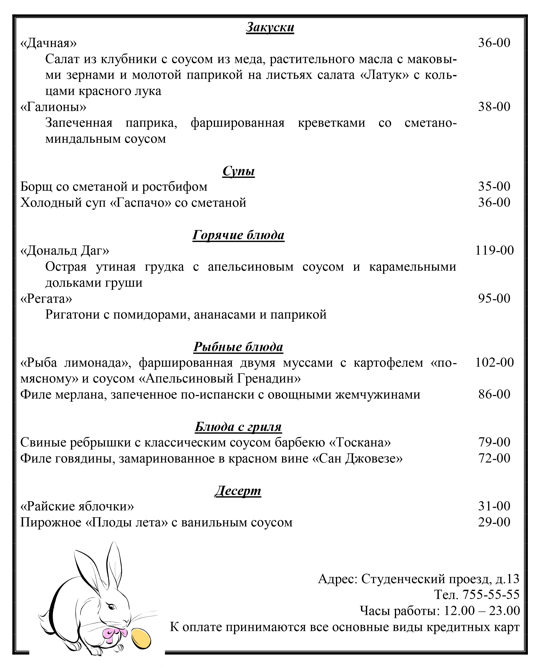 Закуски
«Дачная» 36-00
Салат из клубники с соусом из меда, растительного масла с маковы-
ми зернами и молотой паприкой на листьях салата «Латук» с коль-
цами красного лука
«Галионы» 38-00
Запеченная паприка, фаршированная креветками со сметано-
миндальным соусом
Супы
Борщ со сметаной и ростбифом 35-00
Холодный суп «Гаспачо» со сметаной 36-00
Горячие блюда
«Дональд Даг» 119-00
Острая утиная грудка с апельсиновым соусом и карамельными
дольками груши
«Регата» 95-00
Ригатони с помидорами, ананасами и паприкой
Рыбные блюда
«Рыба лимонада», фаршированная двумя муссами с картофелем «по- 102-00
мясному» и соусом «Апельсиновый Гренадин»
Филе мерлана, запеченное по-испански с овощными жемчужинами 86-00
Блюда с гриля
Свиные ребрышки с классическим соусом барбекю «Тоскана» 79-00
Филе говядины, замаринованное в красном вине «Сан Джовезе» 72-00
Десерт
«Райские яблочки» 31-00
Пирожное «Плоды лета» с ванильным соусом 29-00
Адрес: Студенческий проезд, д.13
Тел. 755-55-55
Часы работы: 12.00 – 23.00
К оплате принимаются все основные виды кредитных карт